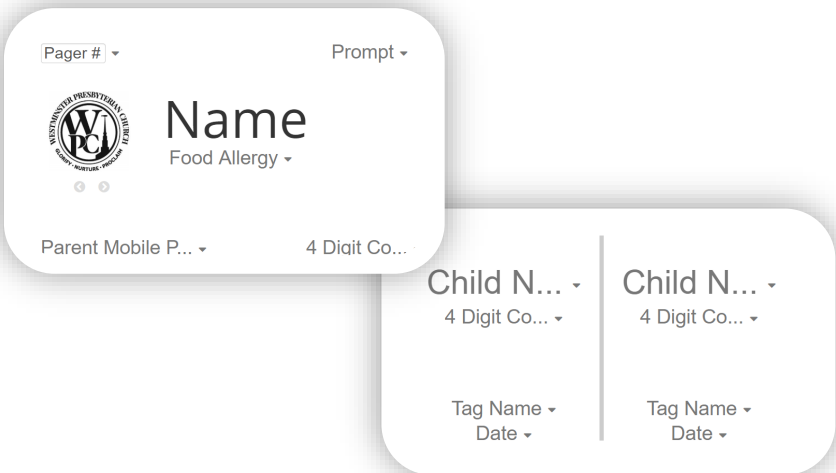 Pager #
Prompt
WESTMINSTER PRESBYTERIAN CHURCH
WPC
GLORIFY • NURTURE • PROCLAIM
Name
Food Allergy
Parent Mobile P...
4 Digit Co...
Child N...
Child N...
4 Digit Co...
4 Digit Co...
Tag Name
Tag Name
Date
Date